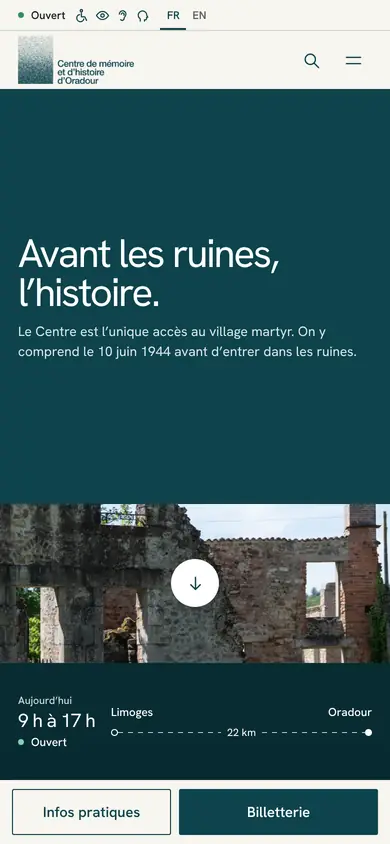 Ouvert
FR
EN
Centre de mémoire
et d'histoire
d'Oradour
Avant les ruines,
l'histoire.
Le Centre est l'unique accès au village martyr. On y
comprend le 10 juin 1944 avant d'entrer dans les ruines.
Aujourd'hui
9 h à 17 h
Ouvert
Limoges
Oradour
22 km
Infos pratiques
Billetterie